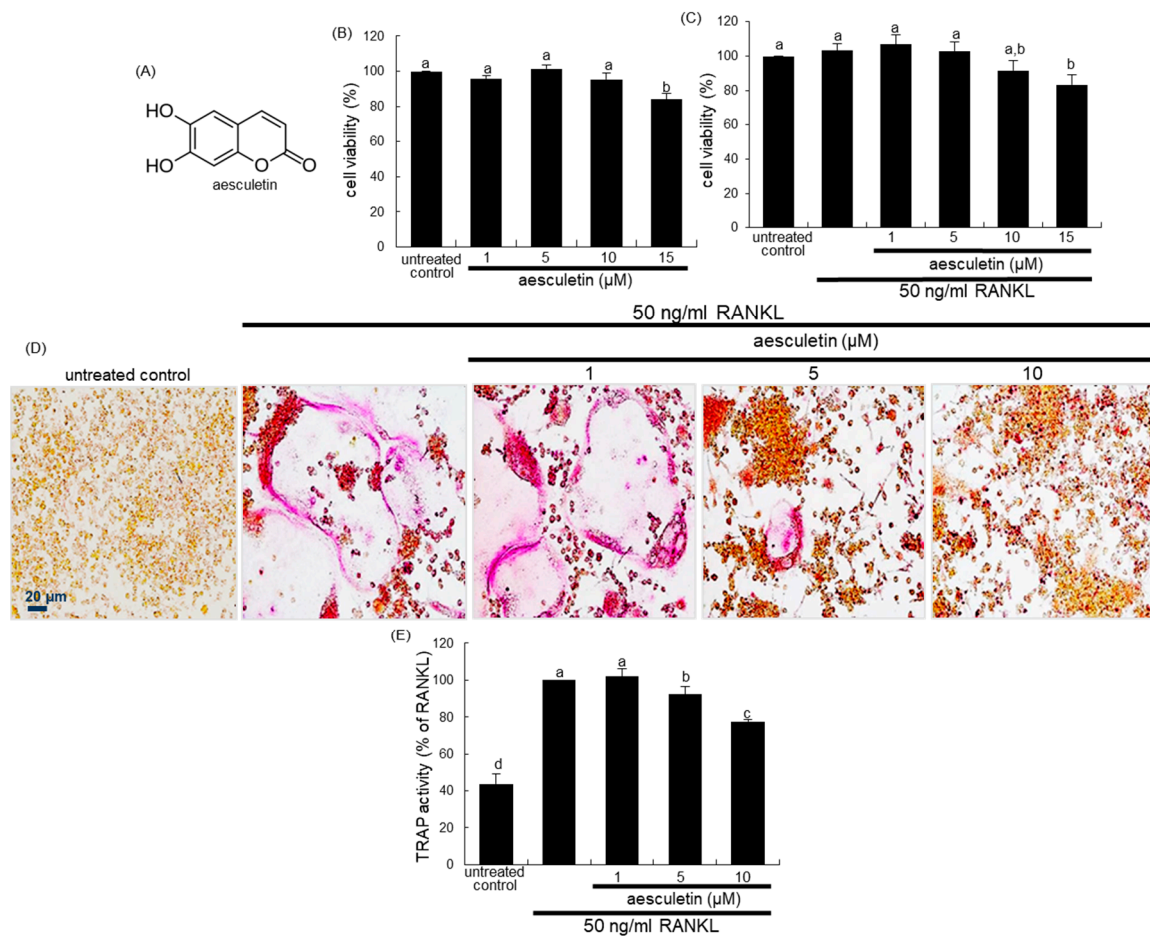 (A)
HO
HO
O
O
aesculetin
(B)
cell viability (%)
120
100
80
60
40
20
0
a
a
a
a
b
untreated
control
1
5
10
15
aesculetin (µM)
(C)
cell viability (%)
120
100
80
60
40
20
0
a
a
a
a
a,b
b
untreated
control
1
5
10
15
aesculetin (µM)
50 ng/ml RANKL
50 ng/ml RANKL
aesculetin (µM)
(D)
untreated control
1
5
10
20 µm
(E)
TRAP activity (% of RANKL)
120
100
80
60
40
20
0
d
a
a
b
c
untreated
control
1
5
10
aesculetin (µM)
50 ng/ml RANKL